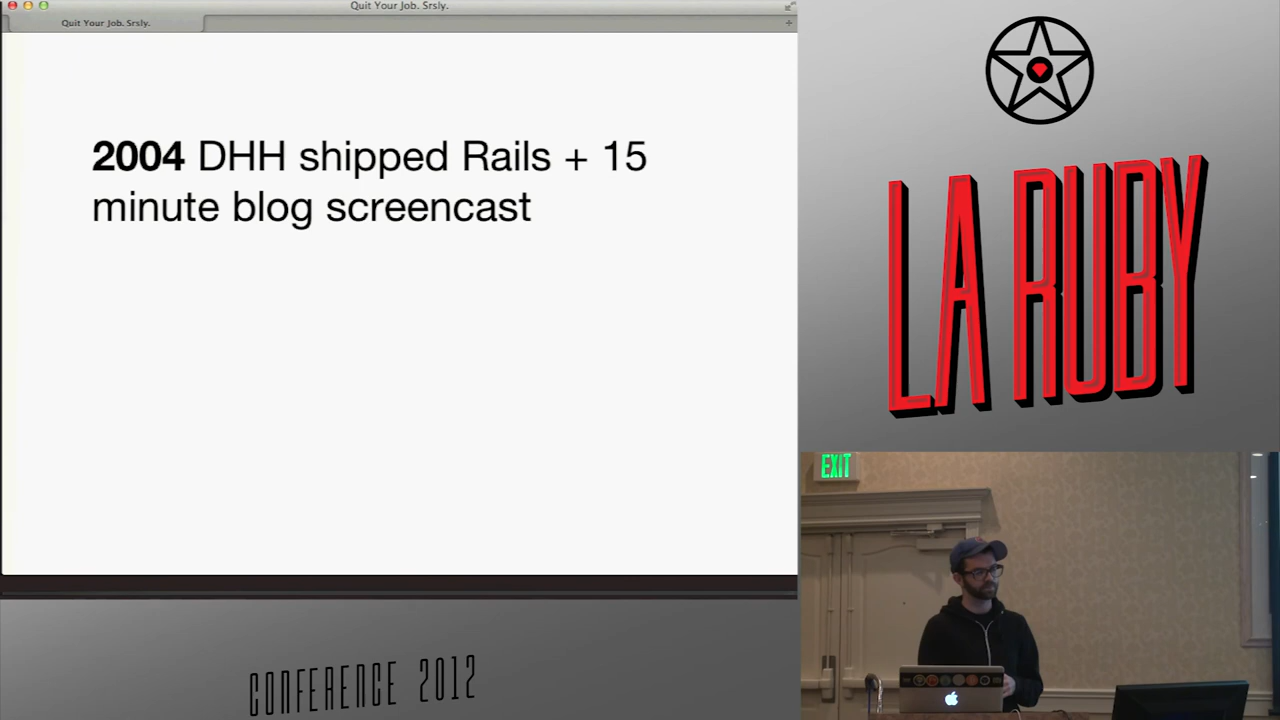 Quit Your Job. Srsly.
Quit Your Job. Srsly.
2004 DHH shipped Rails + 15
minute blog screencast
LA RUBY
EXIT
CONFERENCE 2012